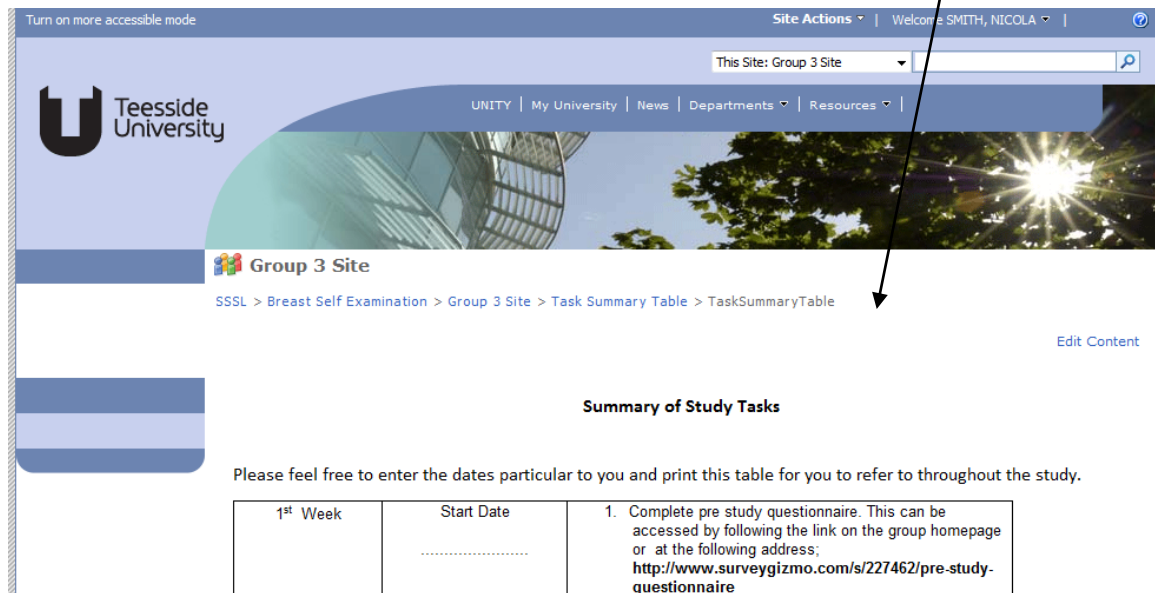 Turn on more accessible mode
Site Actions | Welcome SMITH, NICOLA |
This Site: Group 3 Site
Teesside
University
UNITY | My University | News | Departments | Resources |
Group 3 Site
SSSL > Breast Self Examination > Group 3 Site > Task Summary Table > TaskSummaryTable
Edit Content
Summary of Study Tasks
Please feel free to enter the dates particular to you and print this table for you to refer to throughout the study.
1st Week
Start Date
.......................
1. Complete pre study questionnaire. This can be
accessed by following the link on the group homepage
or at the following address;
http://www.surveygizmo.com/s/227462/pre-study-
questionnaire